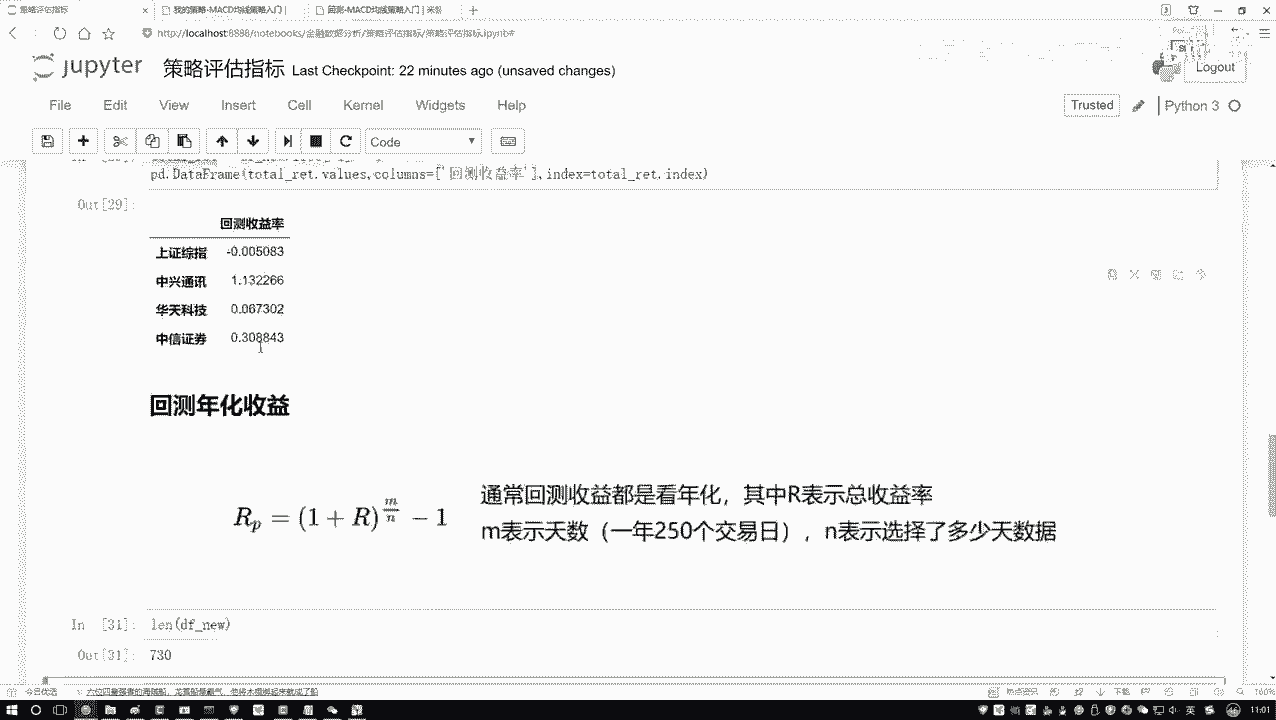 策略评估指标
我的策略-MACD均线策略入门 |
回测-MACD均线策略入门 | 米筐
http://localhost:8888/notebooks/金融数据分析/策略评估指标/策略评估指标.ipynb#
jupyter 策略评估指标 Last Checkpoint: 22 minutes ago (unsaved changes)
Logout
File Edit View Insert Cell Kernel Widgets Help
Trusted Python 3
Code
pd.DataFrame(total_ret.values,columns=['回测收益率'],index=total_ret.index)
Out[29]:
回测收益率
上证综指 -0.005083
中兴通讯 1.132266
华天科技 0.067302
中信证券 0.308843
回测年化收益
通常回测收益都是看年化，其中R表示总收益率
R_p = (1 + R)^{m/n} − 1
m表示天数（一年250个交易日），n表示选择了多少天数据
In [31]: len(df_new)
Out[31]: 730
今日优选
热点资讯
下载
100%
英
11:01